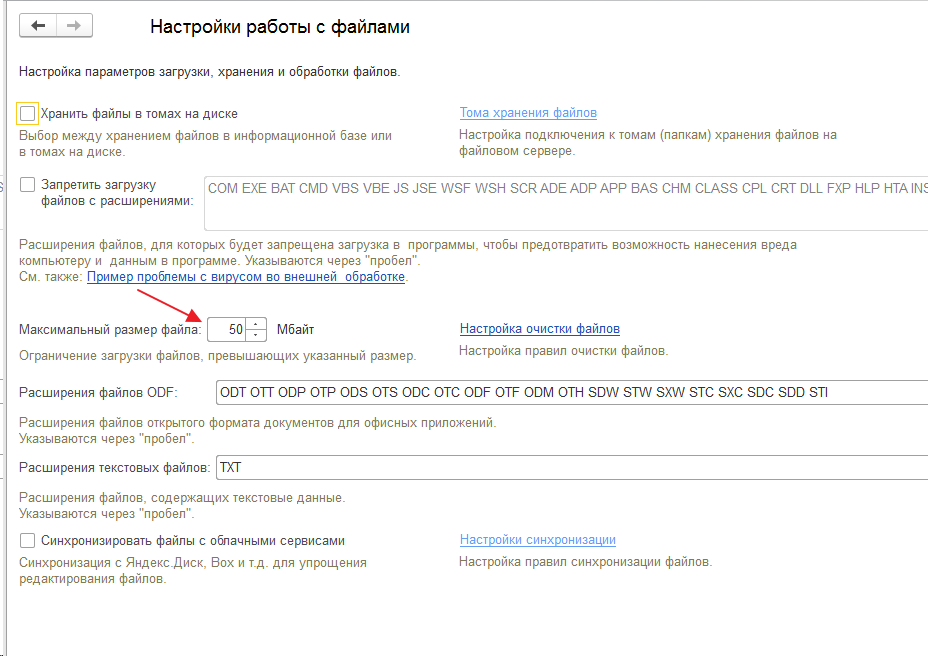 Настройки работы с файлами
Настройка параметров загрузки, хранения и обработки файлов.
Хранить файлы в томах на диске
Выбор между хранением файлов в информационной базе или
в томах на диске.
Тома хранения файлов
Настройка подключения к томам (папкам) хранения файлов на
файловом сервере.
Запретить загрузку
файлов с расширениями:
COM EXE BAT CMD VBS VBE JS JSE WSF WSH SCR ADE ADP APP BAS CHM CLASS CPL CRT DLL FXP HLP HTA INS
Расширения файлов, для которых будет запрещена загрузка в программы, чтобы предотвратить возможность нанесения вреда
компьютеру и данным в программе. Указываются через "пробел".
См. также: Пример проблемы с вирусом во внешней обработке.
Максимальный размер файла: 50 Мбайт
Ограничение загрузки файлов, превышающих указанный размер.
Настройка очистки файлов
Настройка правил очистки файлов.
Расширения файлов ODF: ODT OTT ODP OTP ODS OTS ODC OTC ODF OTF ODM OTH SDW STW SXW STC SXC SDC SDD STI
Расширения файлов открытого формата документов для офисных приложений.
Указываются через "пробел".
Расширения текстовых файлов: TXT
Расширения файлов, содержащих текстовые данные.
Указываются через "пробел".
Синхронизировать файлы с облачными сервисами
Синхронизация с Яндекс.Диск, Box и т.д. для упрощения
редактирования файлов.
Настройки синхронизации
Настройка правил синхронизации файлов.